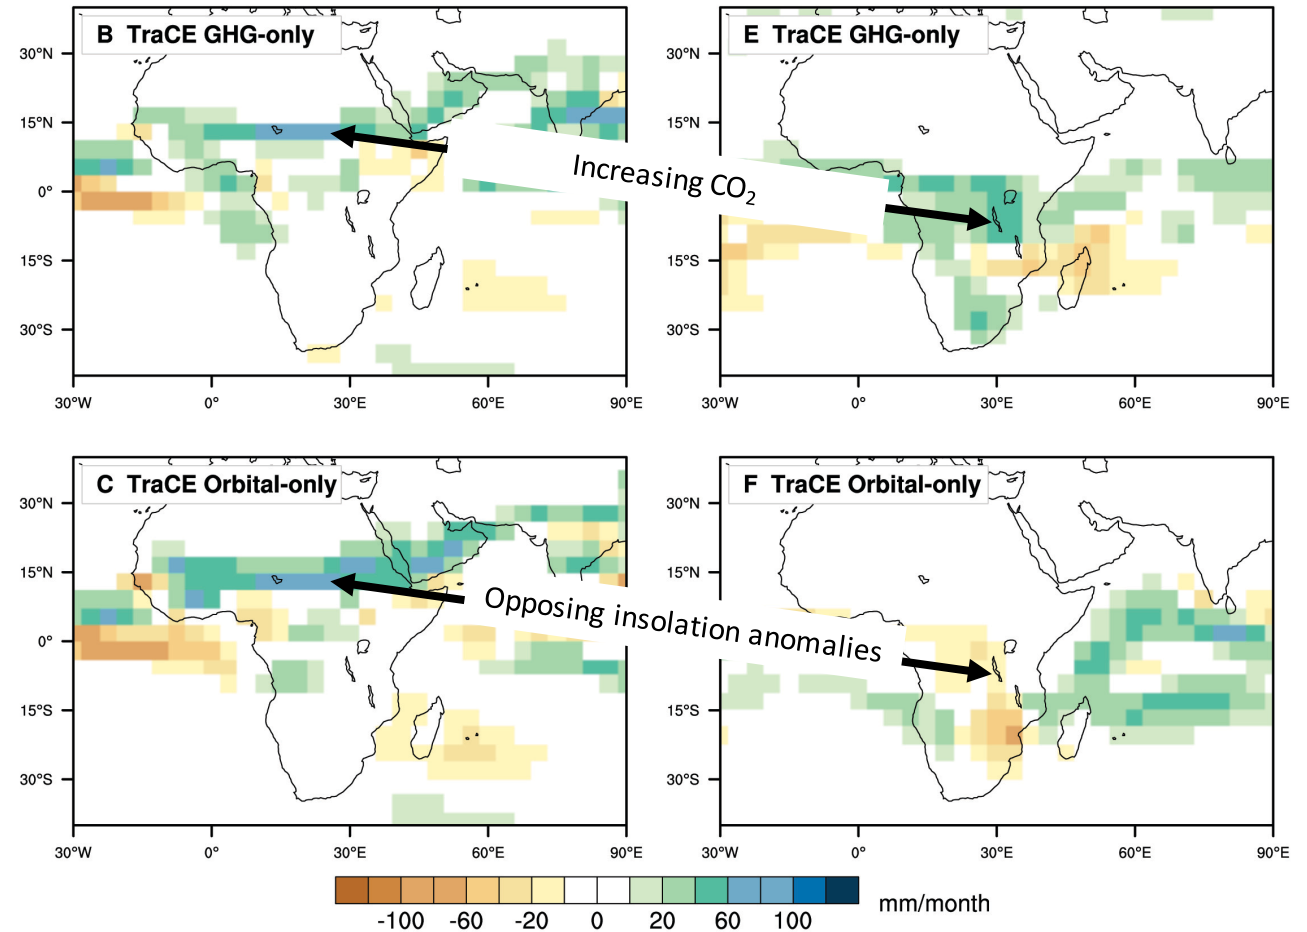 B TraCE GHG-only
E TraCE GHG-only
30°N
30°N
15°N
15°N
Increasing CO₂
0°
0°
15°S
15°S
30°S
30°S
30°W 0° 30°E 60°E 90°E
30°W 0° 30°E 60°E 90°E
C TraCE Orbital-only
F TraCE Orbital-only
30°N
30°N
15°N
15°N
Opposing insolation anomalies
0°
0°
15°S
15°S
30°S
30°S
30°W 0° 30°E 60°E 90°E
30°W 0° 30°E 60°E 90°E
-100 -60 -20 0 20 60 100 mm/month